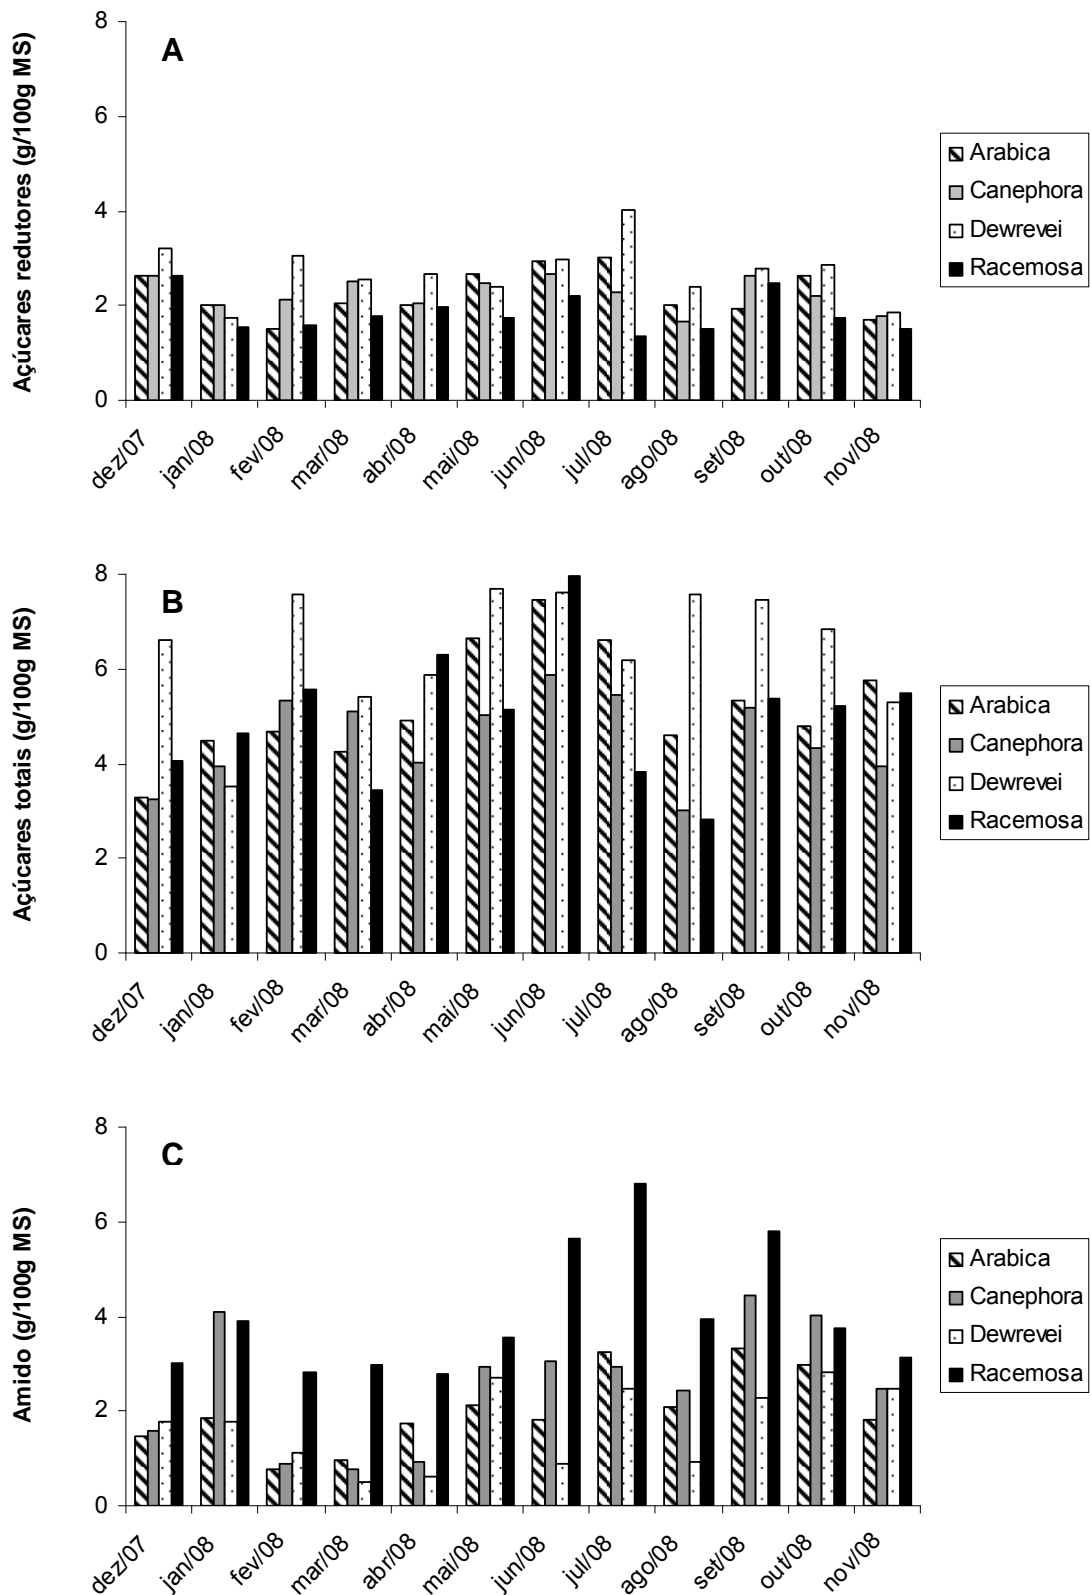 A
Açúcares redutores (g/100g MS)
8
6
4
2
0
dez/07
jan/08
fev/08
mar/08
abr/08
mai/08
jun/08
jul/08
ago/08
set/08
out/08
nov/08
Arabica
Canephora
Dewrevei
Racemosa
B
Açúcares totais (g/100g MS)
8
6
4
2
0
dez/07
jan/08
fev/08
mar/08
abr/08
mai/08
jun/08
jul/08
ago/08
set/08
out/08
nov/08
Arabica
Canephora
Dewrevei
Racemosa
C
Amido (g/100g MS)
8
6
4
2
0
dez/07
jan/08
fev/08
mar/08
abr/08
mai/08
jun/08
jul/08
ago/08
set/08
out/08
nov/08
Arabica
Canephora
Dewrevei
Racemosa